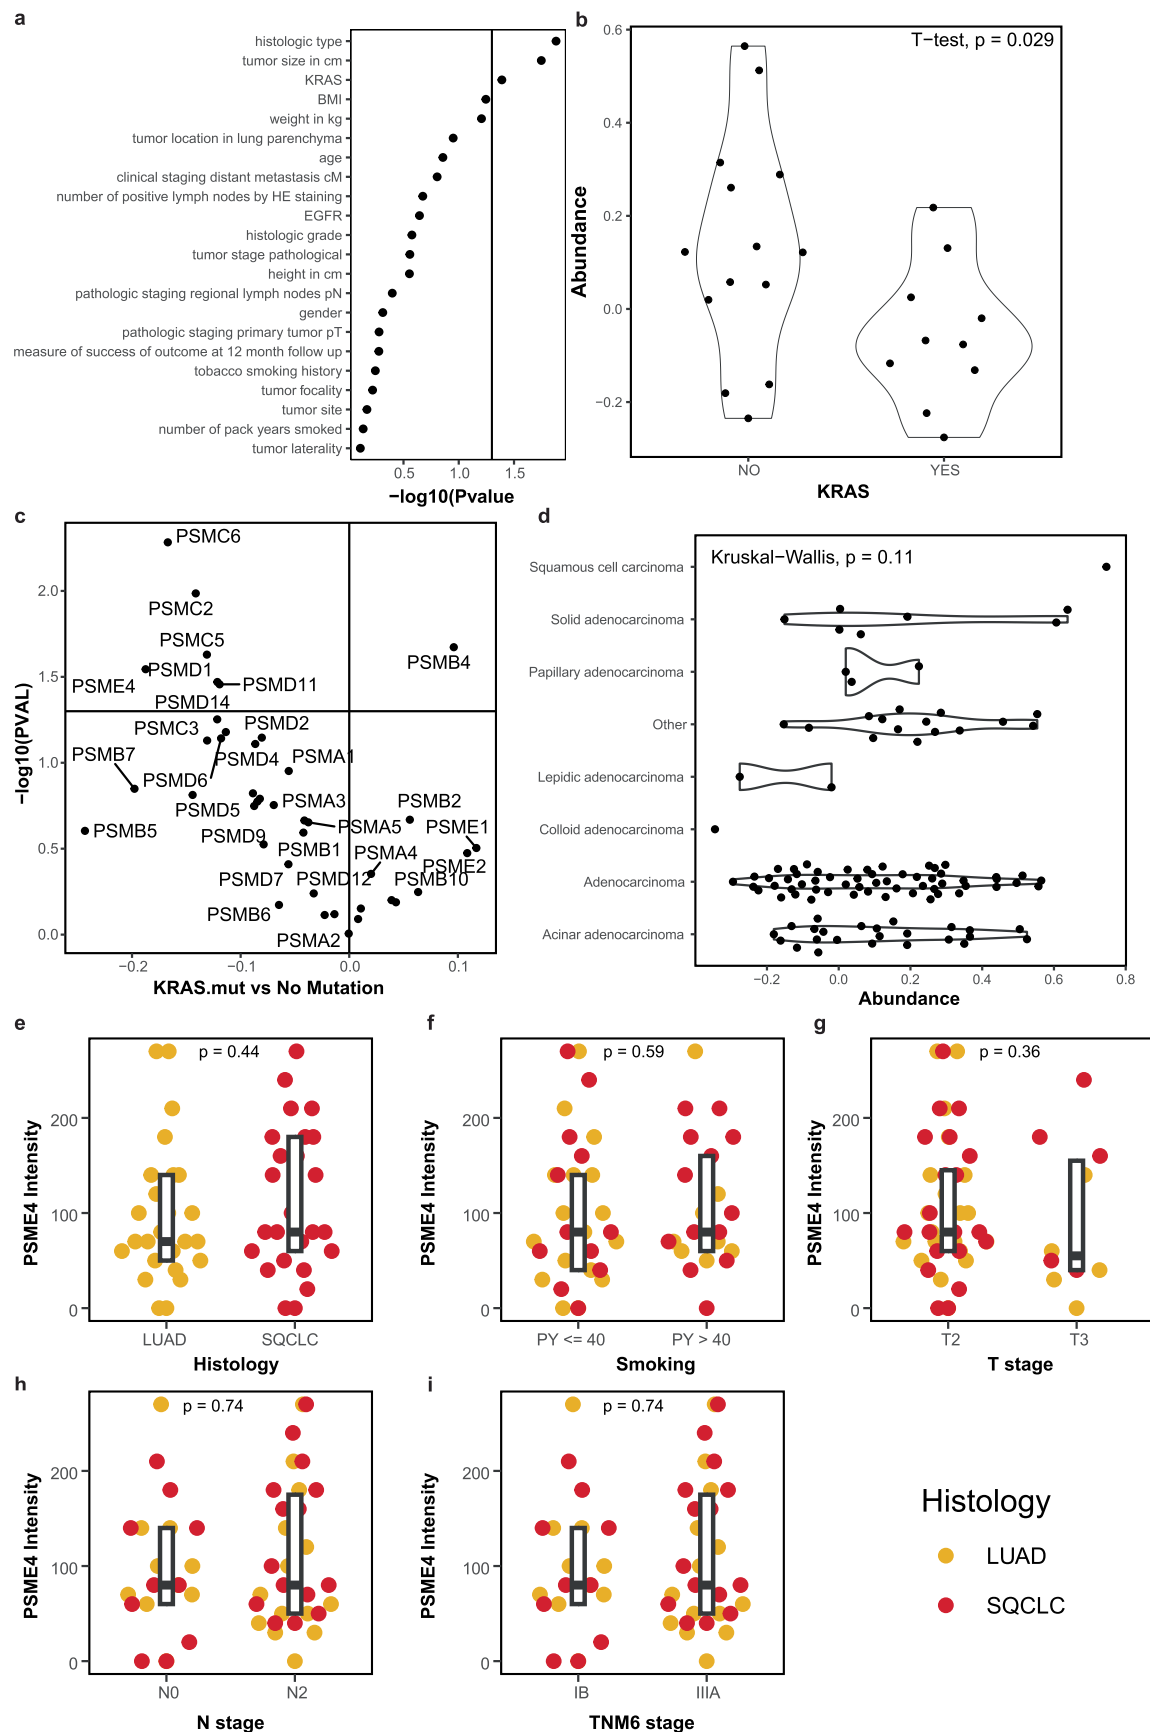 a
histologic type
tumor size in cm
KRAS
BMI
weight in kg
tumor location in lung parenchyma
age
clinical staging distant metastasis cM
number of positive lymph nodes by HE staining
EGFR
histologic grade
tumor stage pathological
height in cm
pathologic staging regional lymph nodes pN
gender
pathologic staging primary tumor pT
measure of success of outcome at 12 month follow up
tobacco smoking history
tumor focality
tumor site
number of pack years smoked
tumor laterality
0.5 1.0 1.5
−log10(Pvalue
b
T−test, p = 0.029
Abundance
0.6
0.4
0.2
0.0
−0.2
NO YES
KRAS
c
−log10(PVAL)
2.0
1.5
1.0
0.5
0.0
PSMC6
PSMC2
PSMC5
PSMB4
PSMD1
PSME4
PSMD11
PSMD14
PSMC3
PSMD2
PSMB7
PSMD4
PSMA1
PSMD6
PSMD5
PSMA3
PSMB2
PSMB5
PSMD9
PSMA5
PSME1
PSMB1
PSMA4
PSME2
PSMD7
PSMD12
PSMB10
PSMB6
PSMA2
−0.2 −0.1 0.0 0.1
KRAS.mut vs No Mutation
d
Kruskal−Wallis, p = 0.11
Squamous cell carcinoma
Solid adenocarcinoma
Papillary adenocarcinoma
Other
Lepidic adenocarcinoma
Colloid adenocarcinoma
Adenocarcinoma
Acinar adenocarcinoma
−0.2 0.0 0.2 0.4 0.6 0.8
Abundance
e
p = 0.44
PSME4 Intensity
200
100
0
LUAD SQCLC
Histology
f
p = 0.59
PSME4 Intensity
200
100
0
PY <= 40 PY > 40
Smoking
g
p = 0.36
PSME4 Intensity
200
100
0
T2 T3
T stage
h
p = 0.74
PSME4 Intensity
200
100
0
N0 N2
N stage
i
p = 0.74
PSME4 Intensity
200
100
0
IB IIIA
TNM6 stage
Histology
LUAD
SQCLC